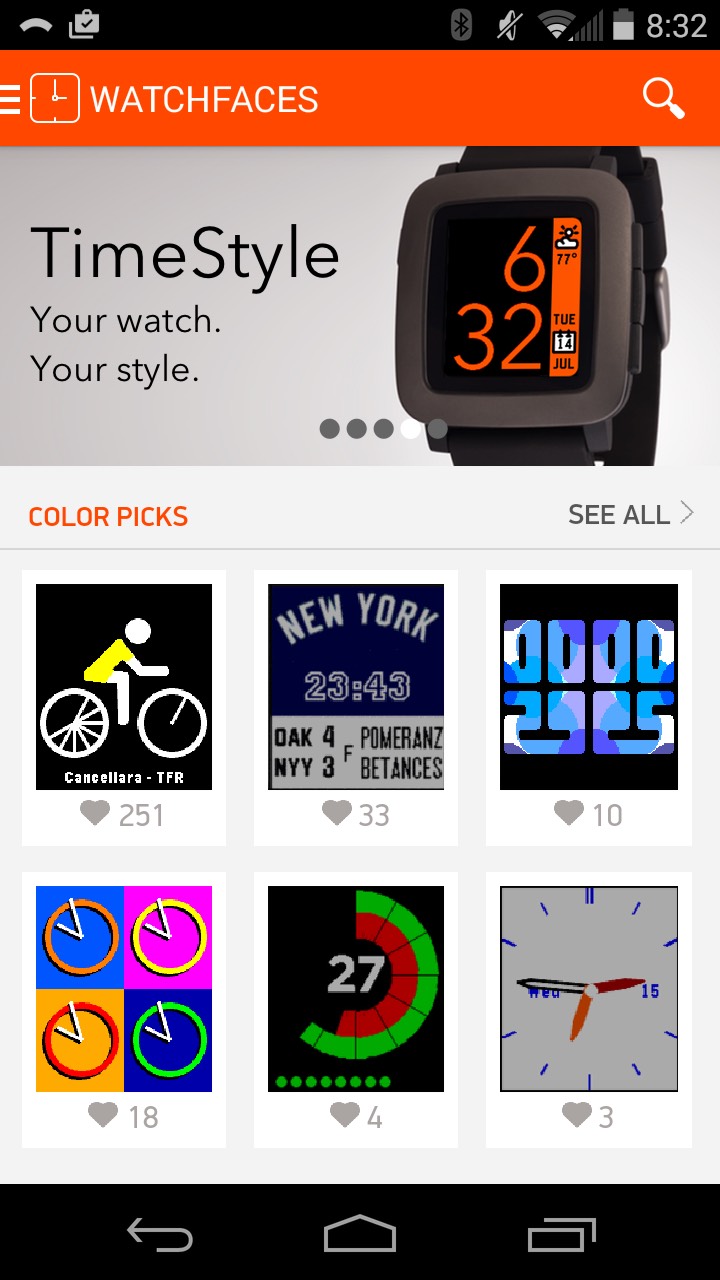 8:32
WATCHFACES
TimeStyle
Your watch.
Your style.
6
32
77°
TUE
14
JUL
COLOR PICKS
SEE ALL
Cancellara - TFR
251
NEW YORK
23:43
OAK 4 F POMERANZ
NYY 3 BETANCES
33
10
18
27
4
Wed 15
3